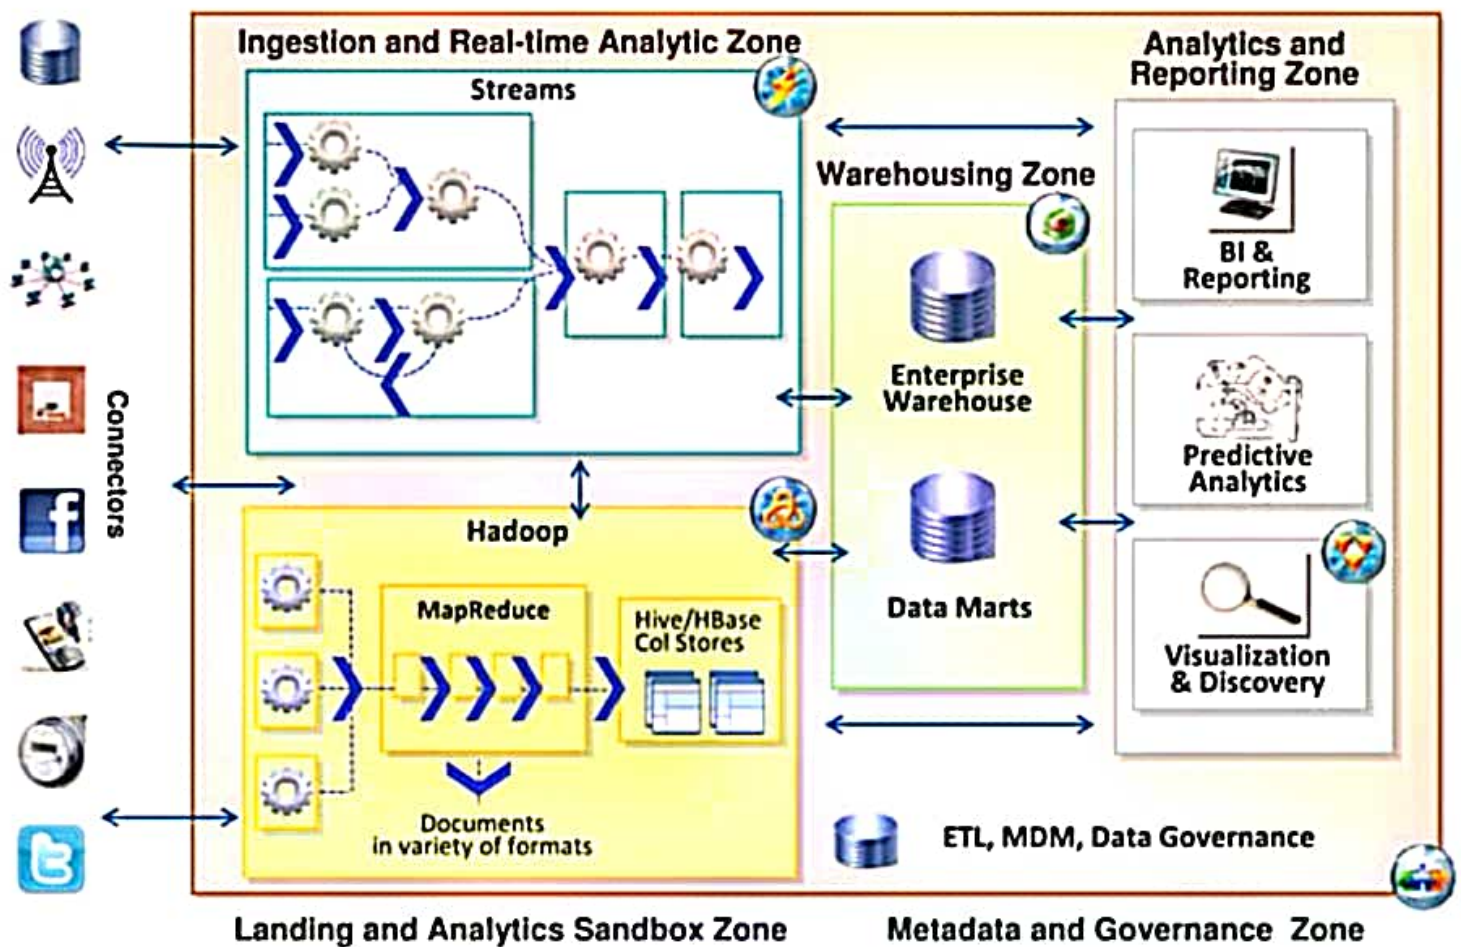 Ingestion and Real-time Analytic Zone
Streams
Analytics and
Reporting Zone
Warehousing Zone
BI &
Reporting
Enterprise
Warehouse
Predictive
Analytics
Connectors
Hadoop
MapReduce
Hive/HBase
Col Stores
Data Marts
Visualization
& Discovery
Documents
in variety of formats
ETL, MDM, Data Governance
Landing and Analytics Sandbox Zone
Metadata and Governance Zone